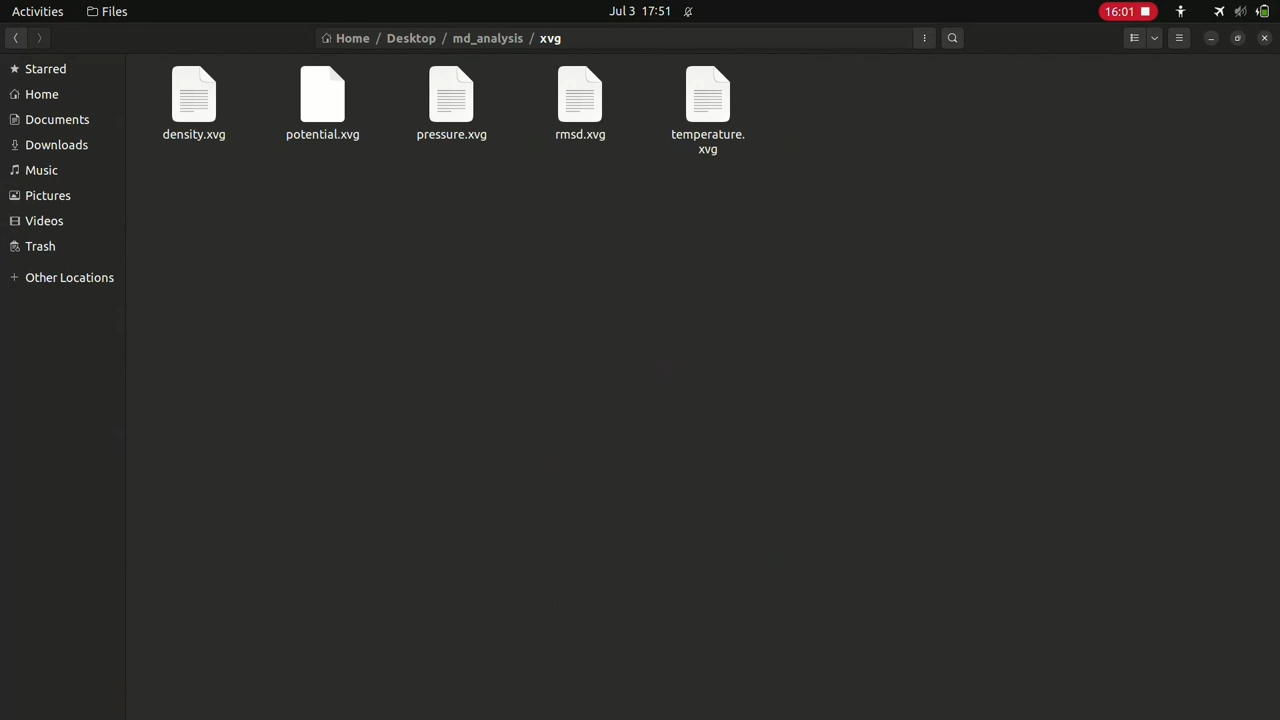 Activities
Files
Jul 3 17:51
16:01
Home / Desktop / md_analysis / xvg
Starred
Home
Documents
Downloads
Music
Pictures
Videos
Trash
Other Locations
density.xvg
potential.xvg
pressure.xvg
rmsd.xvg
temperature.
xvg